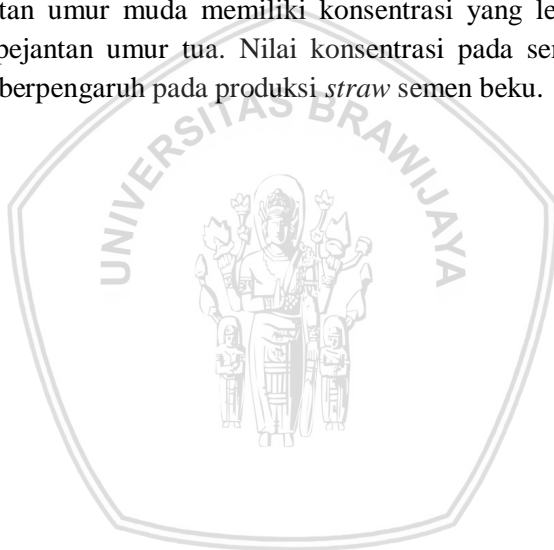 tan umur muda memiliki konsentrasi yang le
pejantan umur tua. Nilai konsentrasi pada se
berpengaruh pada produksi straw semen beku.
UNIVERSITAS BRAWIJAYA